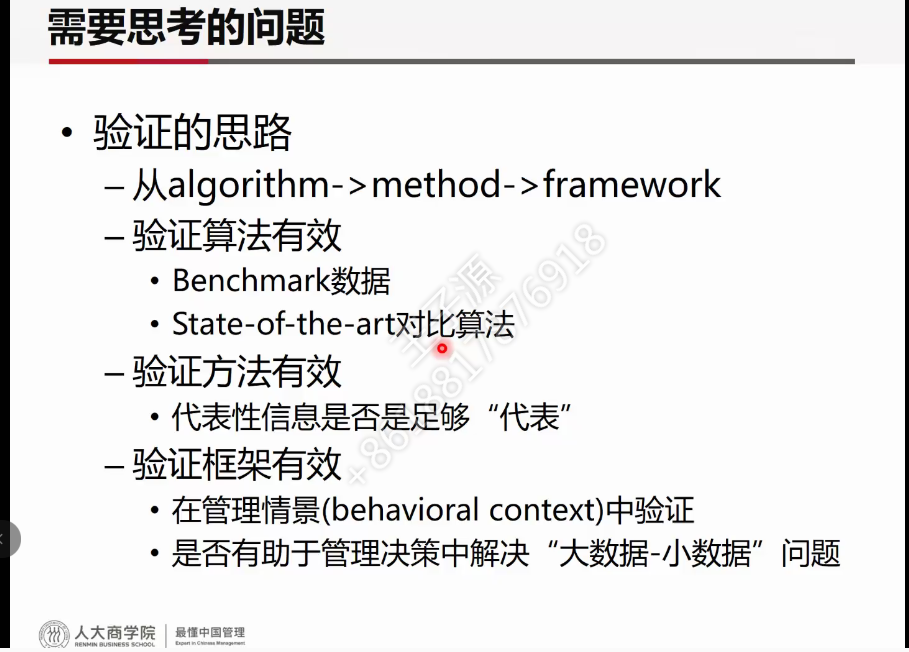 需要思考的问题
• 验证的思路
– 从algorithm->method->framework
– 验证算法有效
• Benchmark数据
• State-of-the-art对比算法
– 验证方法有效
• 代表性信息是否是足够“代表”
– 验证框架有效
• 在管理情景(behavioral context)中验证
• 是否有助于管理决策中解决“大数据-小数据”问题
人大商学院
RENMIN BUSINESS SCHOOL
最懂中国管理
Expert in Chinese Management